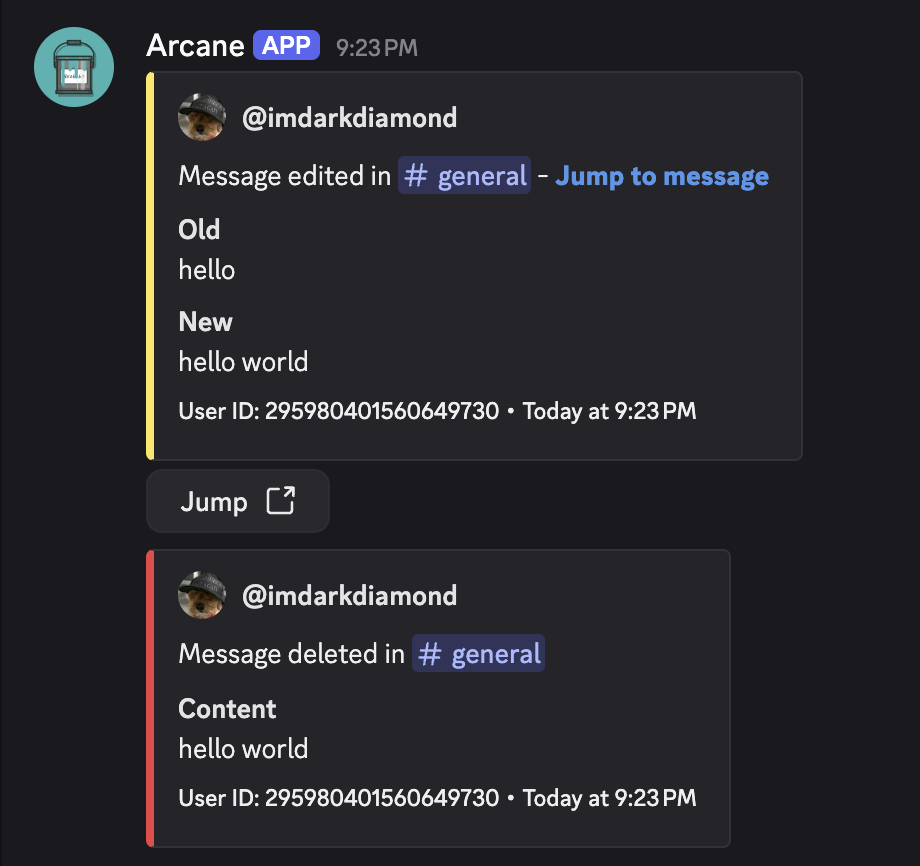 Arcane APP 9:23 PM
@imdarkdiamond
Message edited in # general - Jump to message
Old
hello
New
hello world
User ID: 295980401560649730 • Today at 9:23 PM
Jump
@imdarkdiamond
Message deleted in # general
Content
hello world
User ID: 295980401560649730 • Today at 9:23 PM